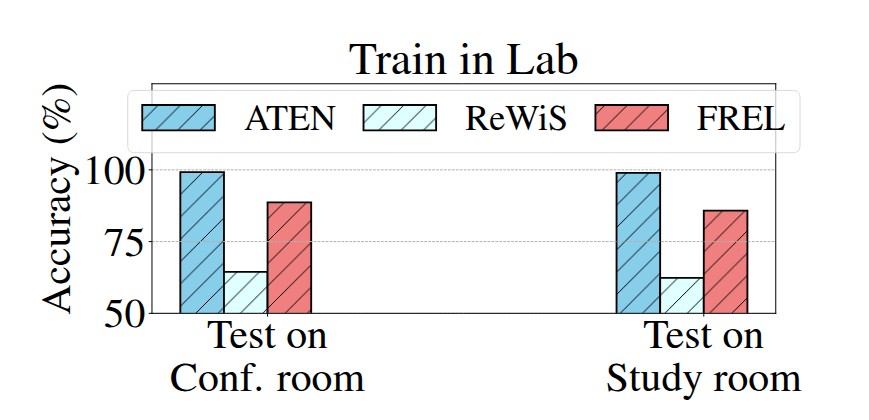 Train in Lab
ATEN ReWiS FREL
Accuracy (%)
100
75
50
Test on Conf. room
Test on Study room